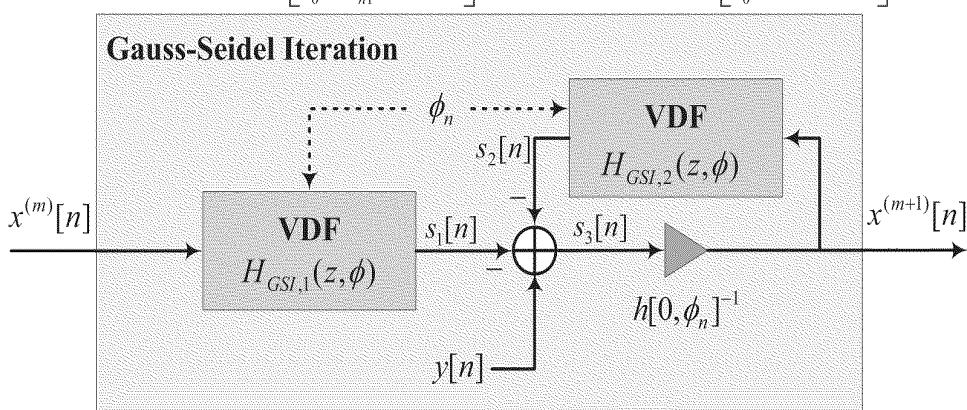 Gauss-Seidel Iteration
ϕ_n
VDF
H_{GSI,2}(z,ϕ)
s_2[n]
−
x^{(m)}[n]
VDF
H_{GSI,1}(z,ϕ)
s_1[n]
−
s_3[n]
x^{(m+1)}[n]
h[0,ϕ_n]^{-1}
y[n]